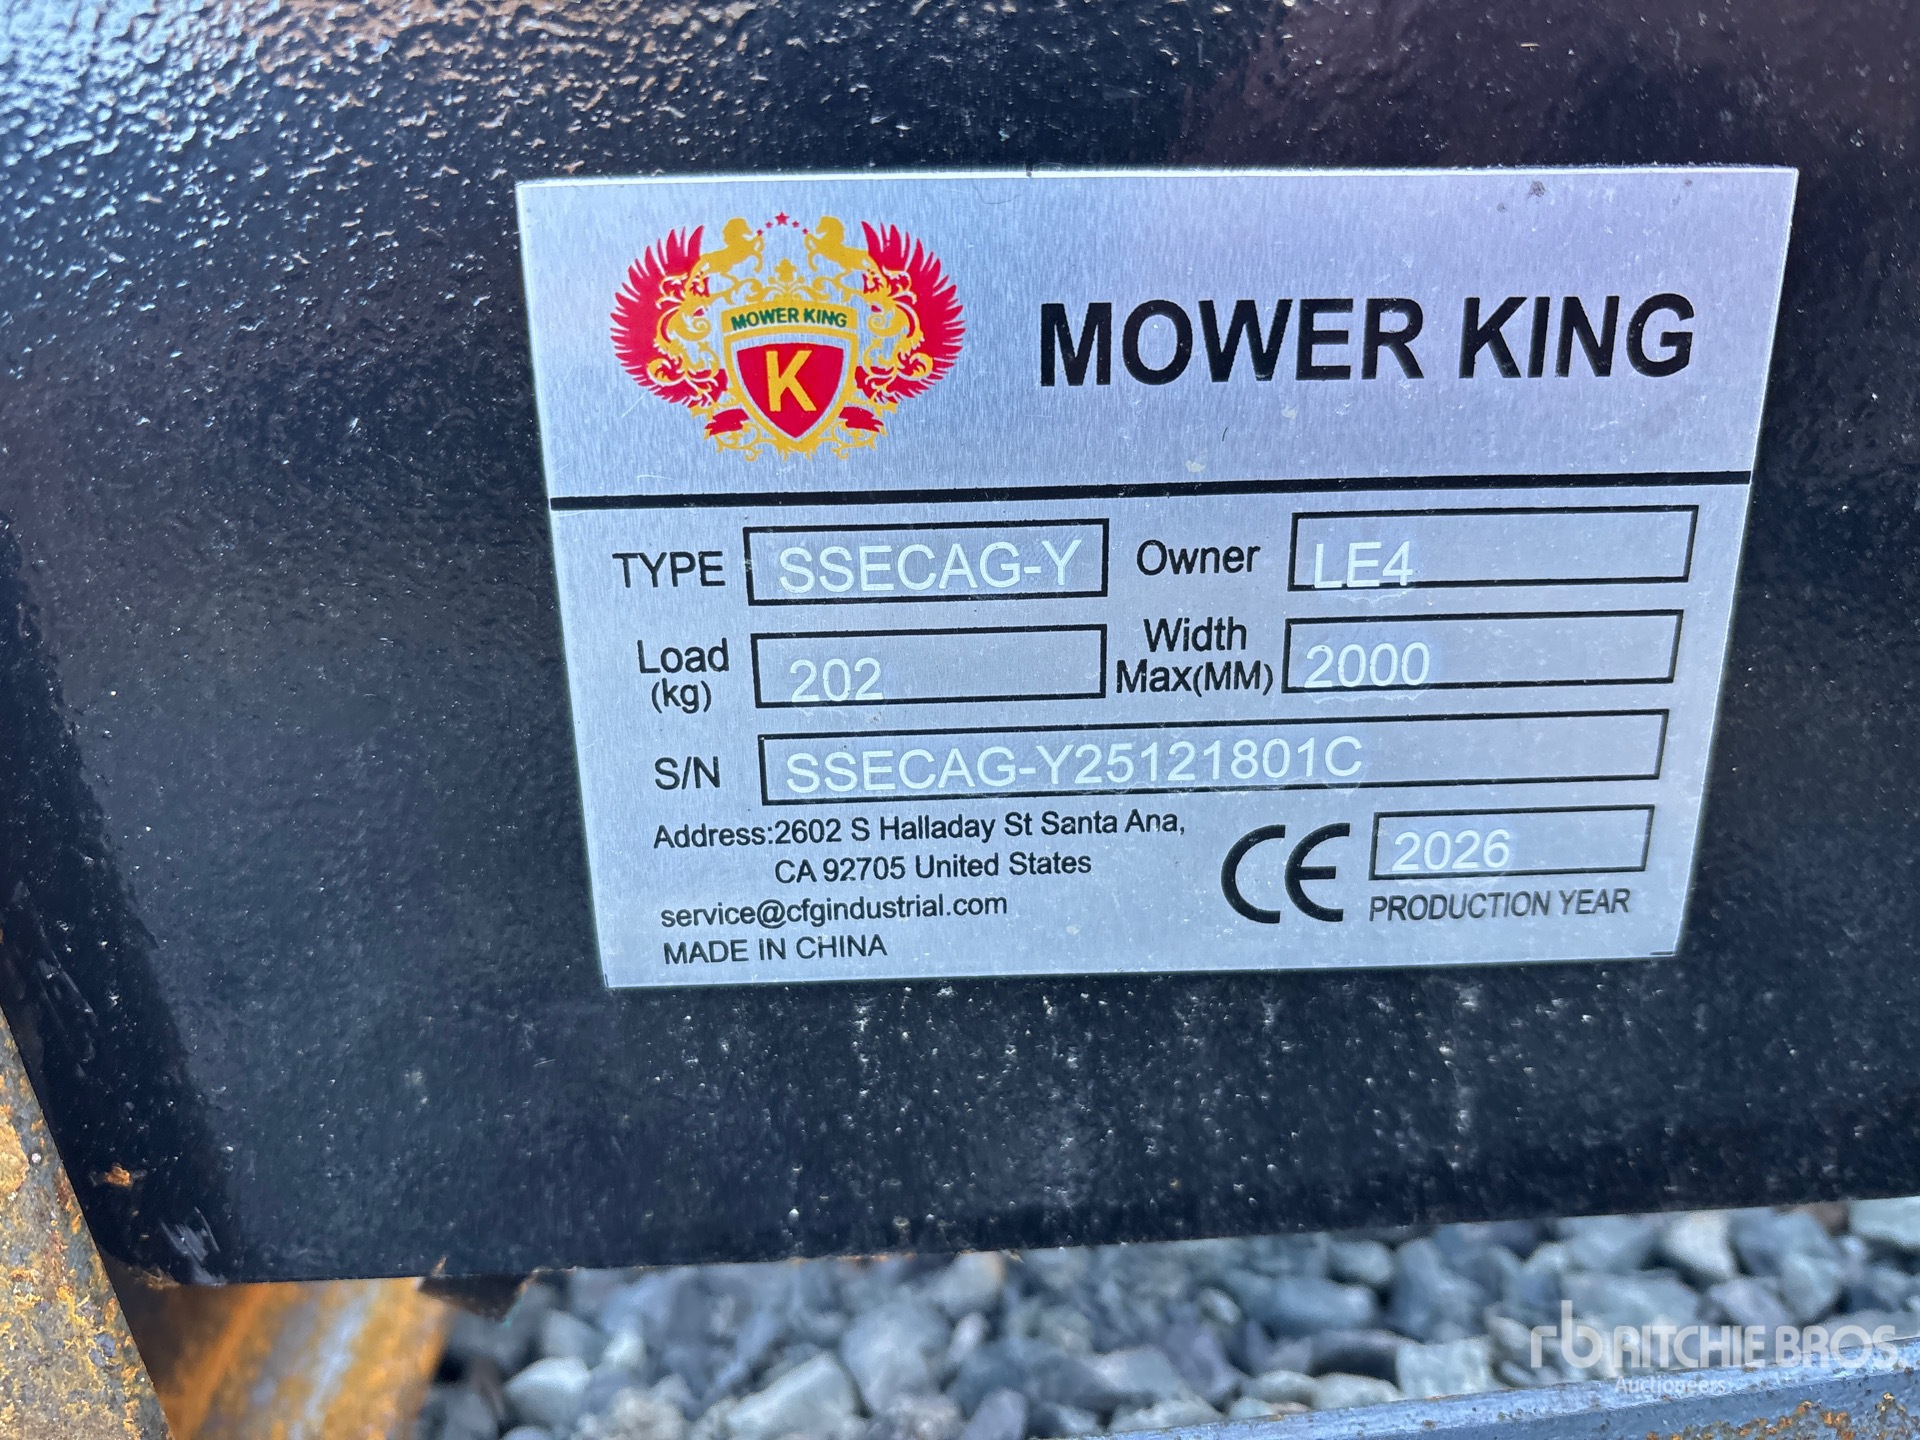 MOWER KING
K
MOWER KING
TYPE SSECAG-Y Owner LE4
Load (kg) 202 Width Max(MM) 2000
S/N SSECAG-Y25121801C
Address:2602 S Halladay St Santa Ana,
CA 92705 United States
service@cfgindustrial.com
MADE IN CHINA
CE 2026
PRODUCTION YEAR
rb RITCHIE BROS.
Auctioneers